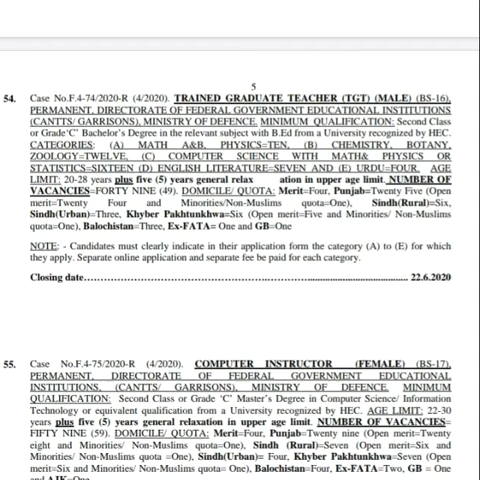 5
54. Case No.F.4-74/2020-R (4/2020). TRAINED GRADUATE TEACHER (TGT) (MALE) (BS-16),
PERMANENT, DIRECTORATE OF FEDERAL GOVERNMENT EDUCATIONAL INSTITUTIONS
(CANTTS/ GARRISONS), MINISTRY OF DEFENCE. MINIMUM QUALIFICATION: Second Class
or Grade‘C’ Bachelor's Degree in the relevant subject with B.Ed from a University recognized by HEC.
CATEGORIES: (A) MATH A&B, PHYSICS=TEN, (B) CHEMISTRY, BOTANY,
ZOOLOGY=TWELVE, (C) COMPUTER SCIENCE WITH MATH& PHYSICS OR
STATISTICS=SIXTEEN (D) ENGLISH LITERATURE=SEVEN AND (E) URDU=FOUR. AGE
LIMIT: 20-28 years plus five (5) years general relax ation in upper age limit. NUMBER OF
VACANCIES=FORTY NINE (49). DOMICILE/ QUOTA: Merit=Four, Punjab=Twenty Five (Open
merit=Twenty Four and Minorities/Non-Muslims quota=One), Sindh(Rural)=Six,
Sindh(Urban)=Three, Khyber Pakhtunkhwa=Six (Open merit=Five and Minorities/ Non-Muslims
quota=One), Balochistan=Three, Ex-FATA= One and GB=One
NOTE: - Candidates must clearly indicate in their application form the category (A) to (E) for which
they apply. Separate online application and separate fee be paid for each category.
Closing date…………………………………………………………................................. 22.6.2020
55. Case No.F.4-75/2020-R (4/2020). COMPUTER INSTRUCTOR (FEMALE) (BS-17),
PERMANENT, DIRECTORATE OF FEDERAL GOVERNMENT EDUCATIONAL
INSTITUTIONS, (CANTTS/ GARRISONS), MINISTRY OF DEFENCE. MINIMUM
QUALIFICATION: Second Class or Grade ‘C’ Master's Degree in Computer Science/ Information
Technology or equivalent qualification from a University recognized by HEC. AGE LIMIT: 22-30
years plus five (5) years general relaxation in upper age limit. NUMBER OF VACANCIES=
FIFTY NINE (59). DOMICILE/ QUOTA: Merit=Four, Punjab=Twenty nine (Open merit=Twenty
eight and Minorities/ Non-Muslims quota=One), Sindh (Rural)=Seven (Open merit=Six and
Minorities/ Non-Muslims quota =One), Sindh(Urban)= Four, Khyber Pakhtunkhwa=Seven (Open
merit=Six and Minorities/ Non-Muslims quota= One), Balochistan=Four, Ex-FATA=Two, GB = One
and AJK=One